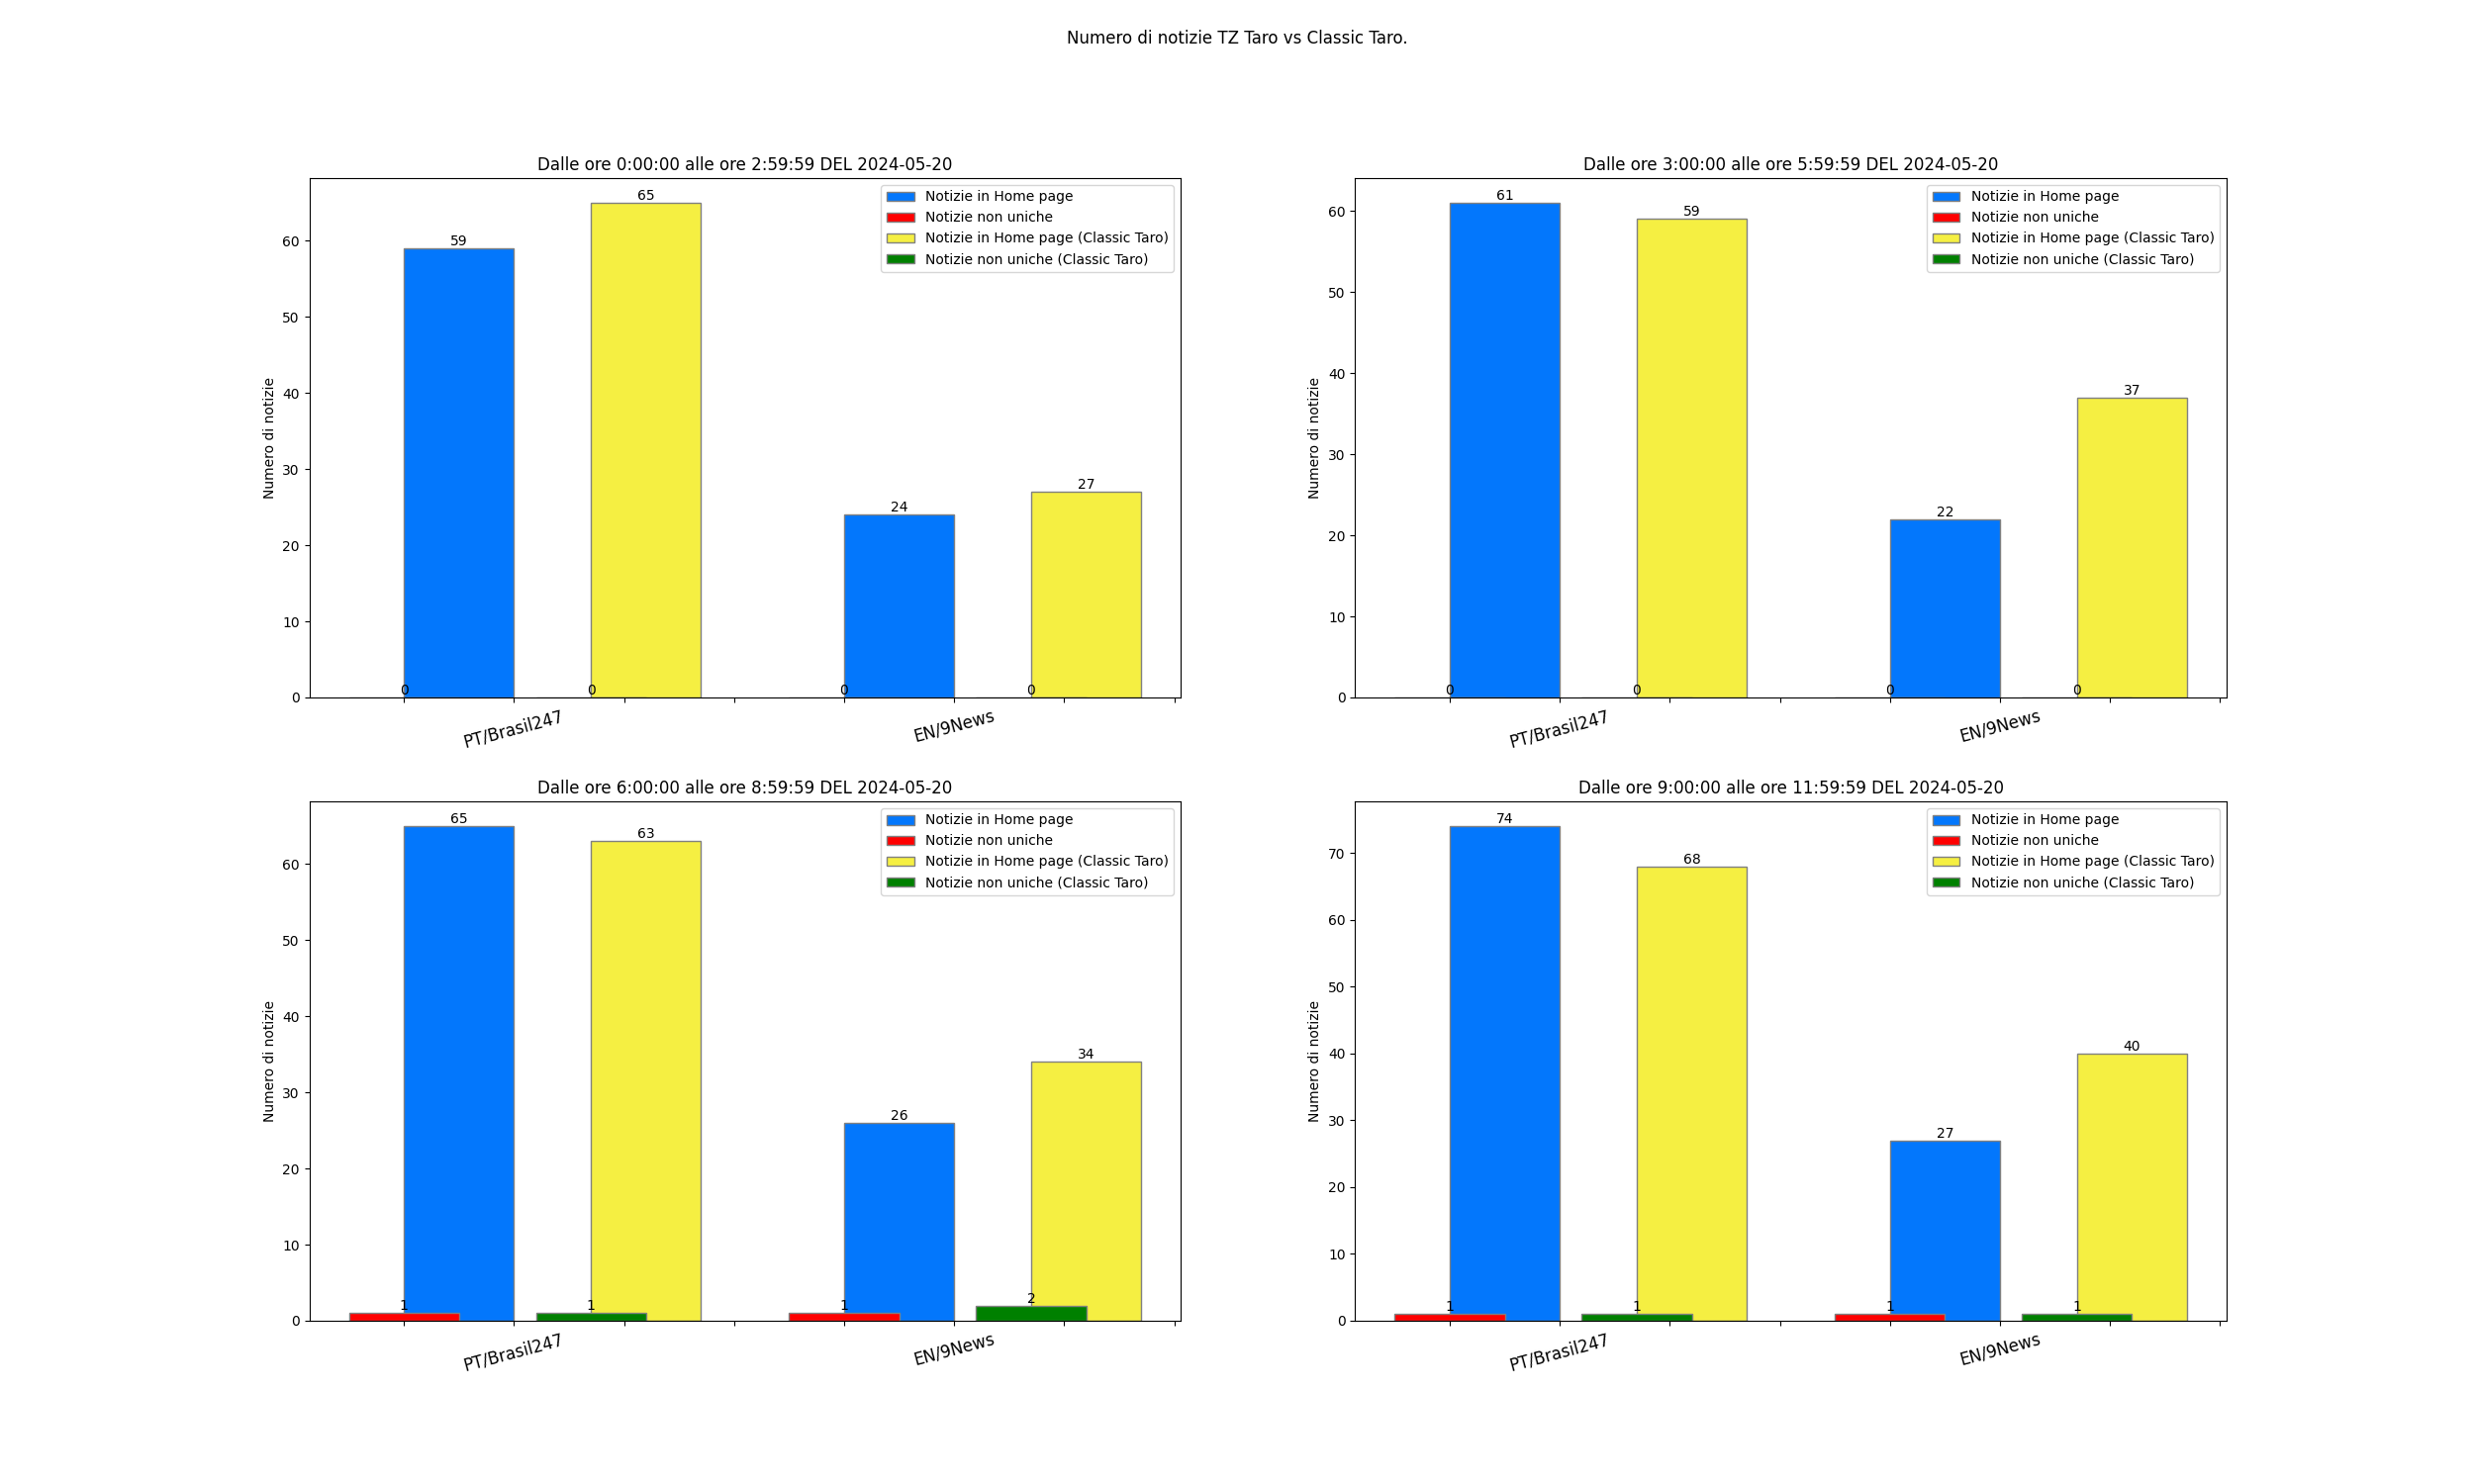 Numero di notizie TZ Taro vs Classic Taro.
Dalle ore 0:00:00 alle ore 2:59:59 DEL 2024-05-20
Numero di notizie
60
50
40
30
20
10
0
59
65
24
27
0
0
0
0
Notizie in Home page
Notizie non uniche
Notizie in Home page (Classic Taro)
Notizie non uniche (Classic Taro)
PT/Brasil247
EN/9News
Dalle ore 3:00:00 alle ore 5:59:59 DEL 2024-05-20
Numero di notizie
60
50
40
30
20
10
0
61
59
22
37
0
0
0
0
Notizie in Home page
Notizie non uniche
Notizie in Home page (Classic Taro)
Notizie non uniche (Classic Taro)
PT/Brasil247
EN/9News
Dalle ore 6:00:00 alle ore 8:59:59 DEL 2024-05-20
Numero di notizie
60
50
40
30
20
10
0
65
63
26
34
1
1
1
2
Notizie in Home page
Notizie non uniche
Notizie in Home page (Classic Taro)
Notizie non uniche (Classic Taro)
PT/Brasil247
EN/9News
Dalle ore 9:00:00 alle ore 11:59:59 DEL 2024-05-20
Numero di notizie
70
60
50
40
30
20
10
0
74
68
27
40
1
1
1
1
Notizie in Home page
Notizie non uniche
Notizie in Home page (Classic Taro)
Notizie non uniche (Classic Taro)
PT/Brasil247
EN/9News